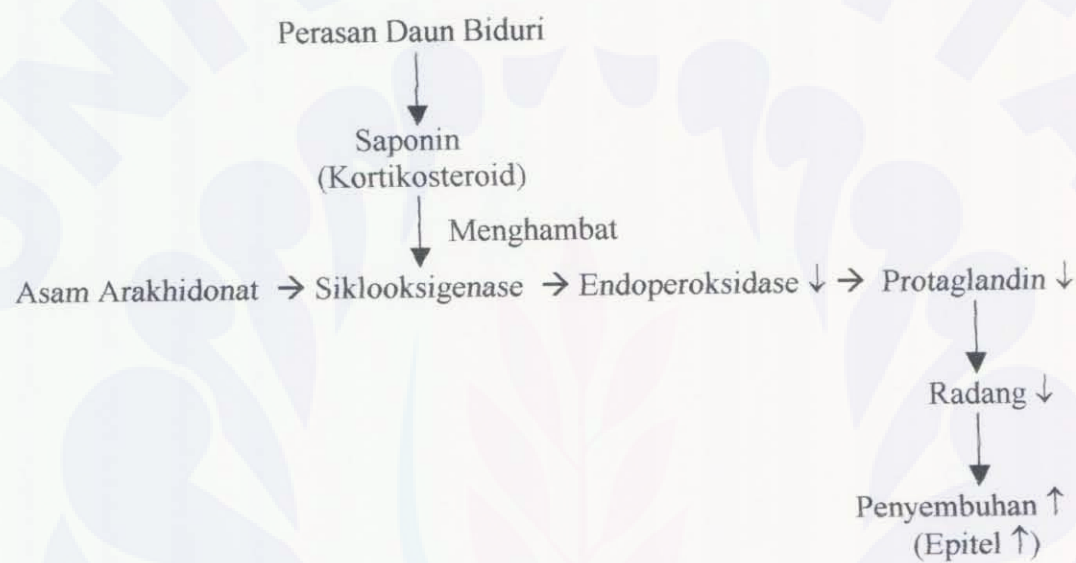 Perasan Daun Biduri
Saponin
(Kortikosteroid)
Menghambat
Asam Arakhidonat → Siklooksigenase → Endoperoksidase ↓ → Protaglandin ↓
Radang ↓
Penyembuhan ↑
(Epitel ↑)